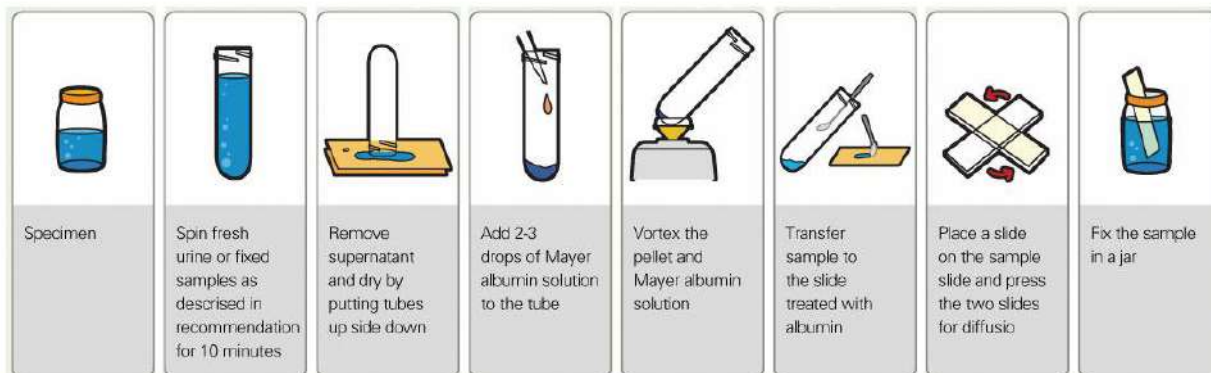 Specimen
Spin fresh
urine or fixed
samples as
descrised in
recommendation
for 10 minutes
Remove
supernatant
and dry by
putting tubes
up side down
Add 2-3
drops of Mayer
albumin solution
to the tube
Vortex the
pellet and
Mayer albumin
solution
Transfer
sample to
the slide
treated with
albumin
Place a slide
on the sample
slide and press
the two slides
for diffusio
Fix the sample
in a jar